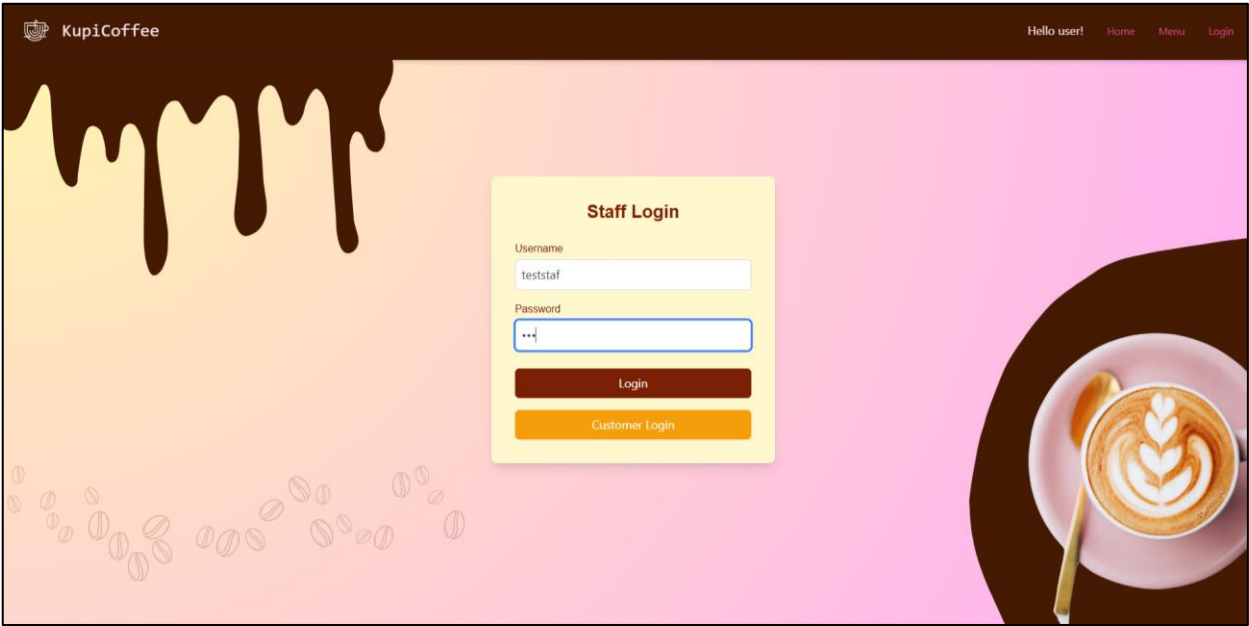 KupiCoffee
Hello user! Home Menu Login
Staff Login
Username
teststaf
Password
•••
Login
Customer Login